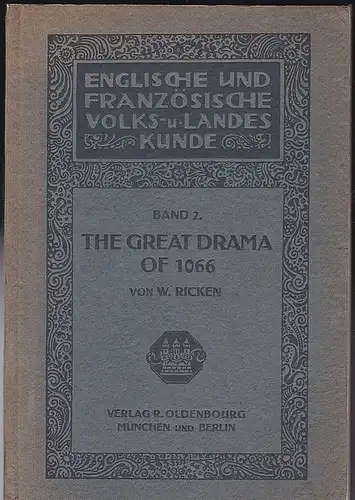 ENGLISCHE UND
FRANZÖSISCHE
VOLKS-u-LANDES
KUNDE
BAND 2.
THE GREAT DRAMA
OF 1066
VON W. RICKEN
VERLAG R. OLDENBOURG
MÜNCHEN UND BERLIN